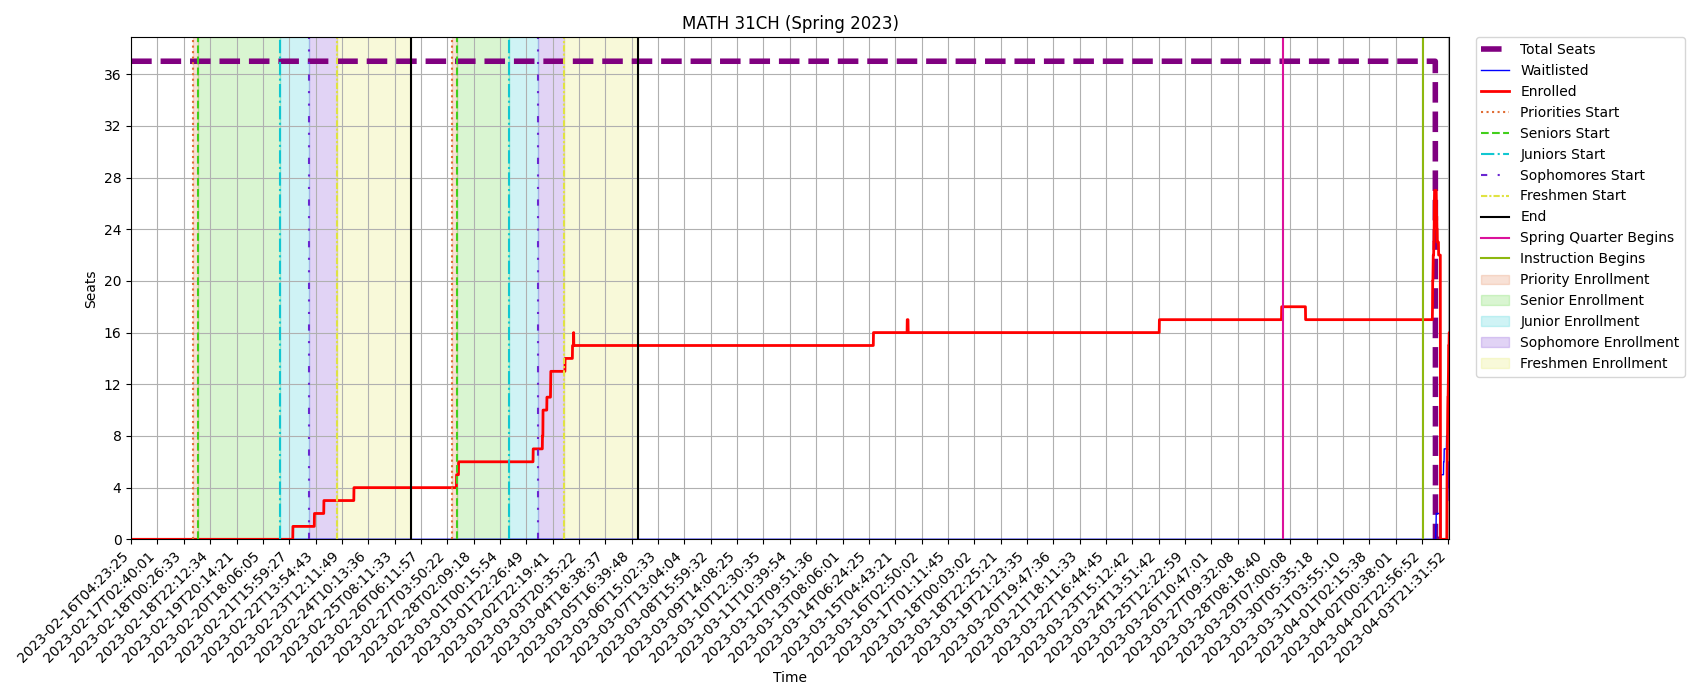 MATH 31CH (Spring 2023)
36
32
28
24
20
16
12
8
4
0
Seats
2023-02-16T04:23:25
2023-02-17T02:40:01
2023-02-18T00:26:33
2023-02-18T22:12:34
2023-02-19T20:14:21
2023-02-20T18:06:05
2023-02-21T15:59:27
2023-02-22T13:54:43
2023-02-23T12:11:49
2023-02-24T10:13:36
2023-02-25T08:11:33
2023-02-26T06:11:57
2023-02-27T03:50:22
2023-02-28T02:09:18
2023-03-01T00:15:54
2023-03-01T22:26:49
2023-03-02T22:19:41
2023-03-03T20:35:22
2023-03-04T18:38:37
2023-03-05T16:39:48
2023-03-06T15:02:33
2023-03-07T13:04:04
2023-03-08T15:59:32
2023-03-09T14:08:25
2023-03-10T12:30:35
2023-03-11T10:39:54
2023-03-12T09:51:36
2023-03-13T08:06:01
2023-03-14T06:24:25
2023-03-15T04:43:21
2023-03-16T02:50:02
2023-03-17T01:11:45
2023-03-18T00:03:02
2023-03-18T22:25:21
2023-03-19T21:23:35
2023-03-20T19:47:36
2023-03-21T18:11:33
2023-03-22T16:44:45
2023-03-23T15:12:42
2023-03-24T13:51:42
2023-03-25T12:22:59
2023-03-26T10:47:01
2023-03-27T09:32:08
2023-03-28T08:18:40
2023-03-29T07:00:08
2023-03-30T05:35:18
2023-03-31T03:55:10
2023-04-01T02:15:38
2023-04-02T00:38:01
2023-04-02T22:56:52
2023-04-03T21:31:52
Time
Total Seats
Waitlisted
Enrolled
Priorities Start
Seniors Start
Juniors Start
Sophomores Start
Freshmen Start
End
Spring Quarter Begins
Instruction Begins
Priority Enrollment
Senior Enrollment
Junior Enrollment
Sophomore Enrollment
Freshmen Enrollment